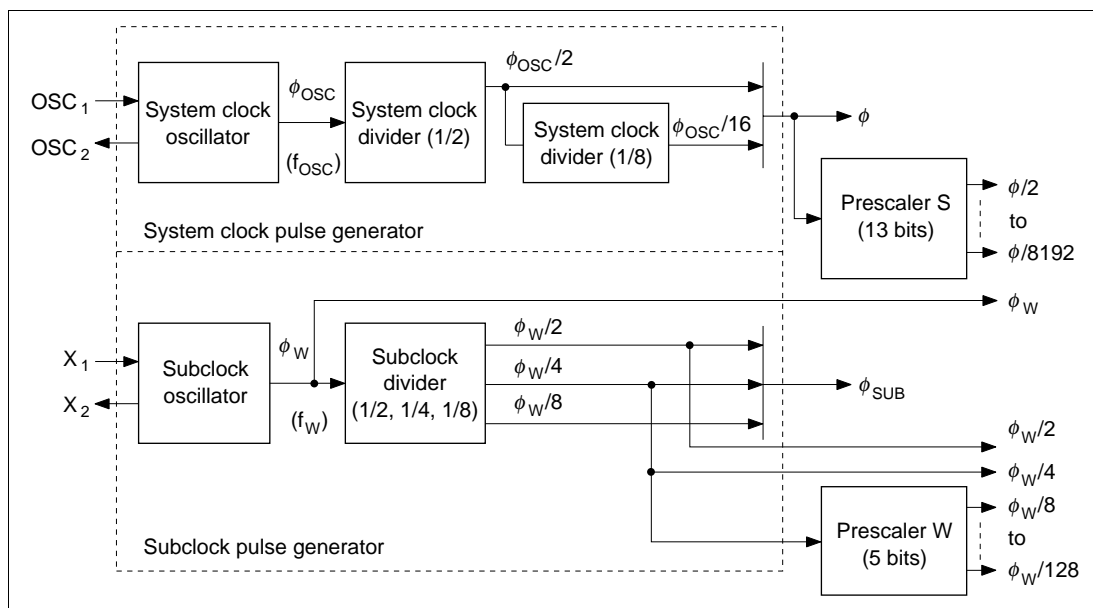 OSC1
OSC2
System clock
oscillator
ϕOSC
(fOSC)
System clock
divider (1/2)
ϕOSC/2
System clock
divider (1/8)
ϕOSC/16
ϕ
Prescaler S
(13 bits)
ϕ/2
to
ϕ/8192
System clock pulse generator
X1
X2
Subclock
oscillator
ϕW
(fW)
Subclock
divider
(1/2, 1/4, 1/8)
ϕW/2
ϕW/4
ϕW/8
ϕW
ϕSUB
ϕW/2
ϕW/4
Prescaler W
(5 bits)
ϕW/8
to
ϕW/128
Subclock pulse generator